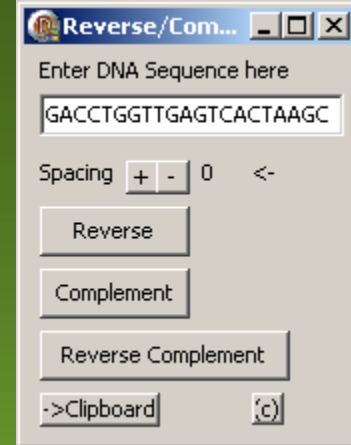 Reverse/Com...
Enter DNA Sequence here
GACCTGGTTGAGTCACTAAGC
Spacing + - 0 <-
Reverse
Complement
Reverse Complement
->Clipboard (c)